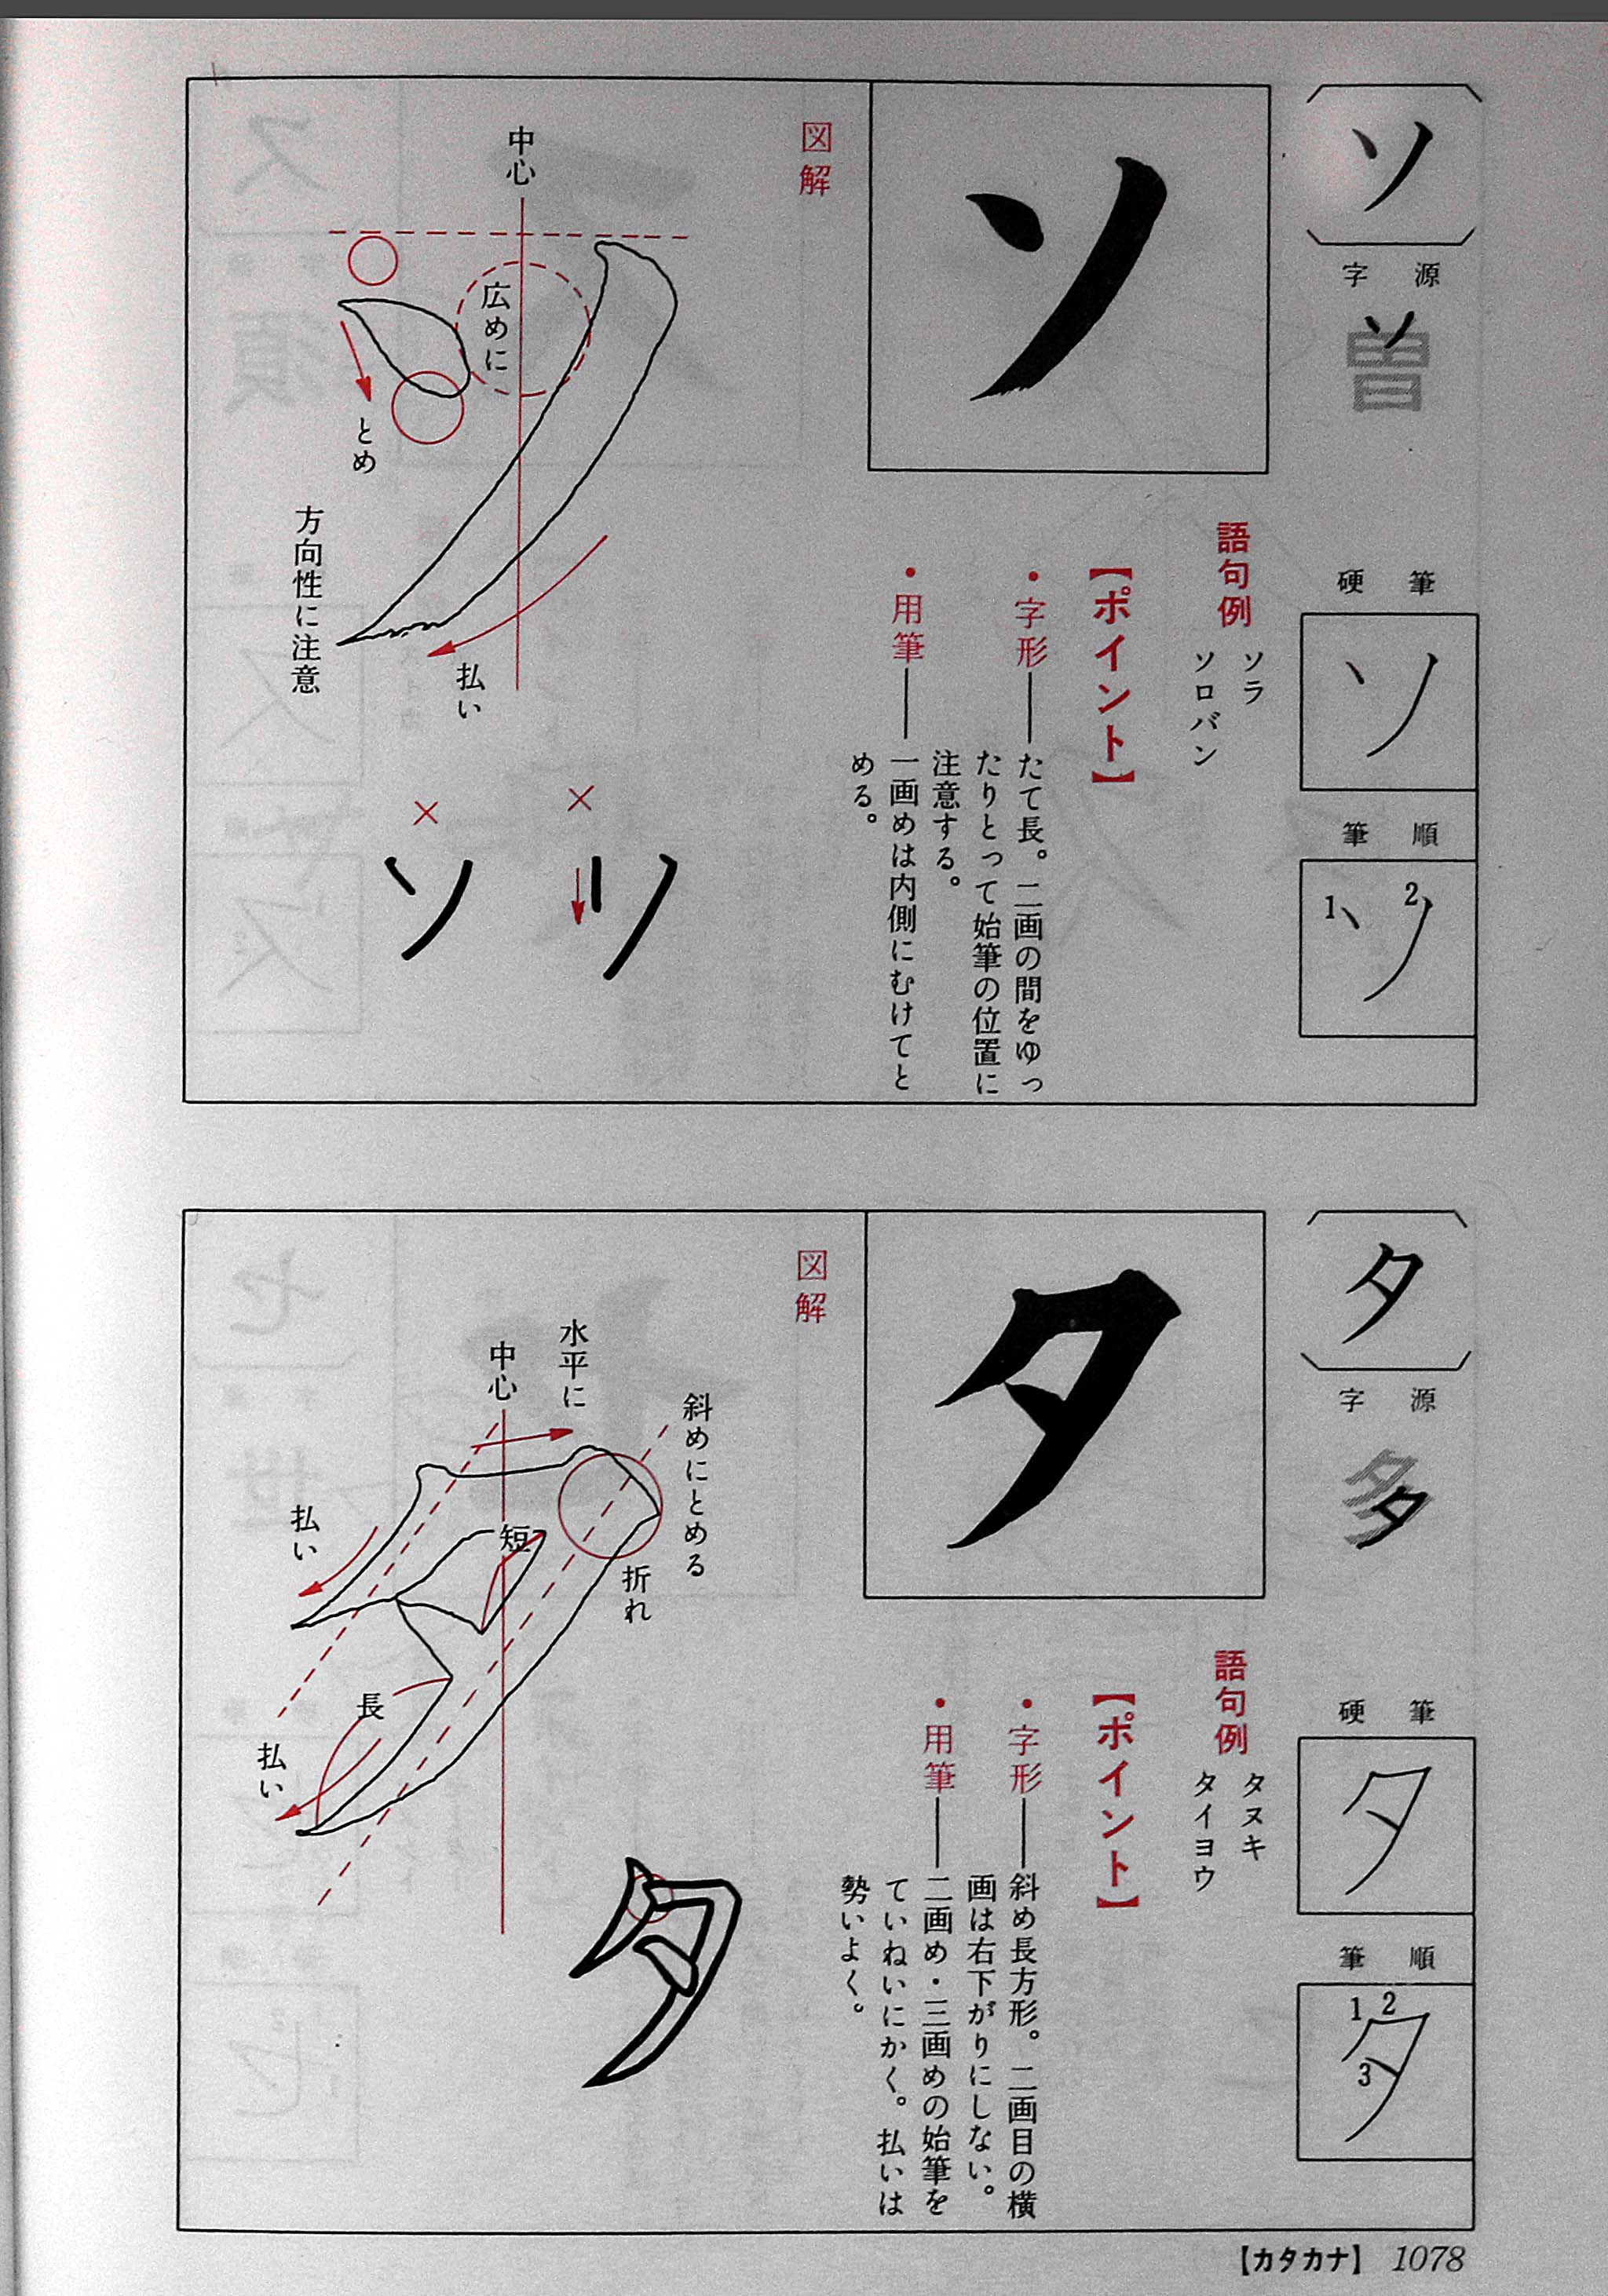 ソ
字源
曽
ソ
硬筆
ソ
筆順
1 2
ソ
ソ
語句例
ソラ
ソロバン
【ポイント】
・字形──たて長。二画の間をゆっ
たりとって始筆の位置に
注意する。
・用筆──一画めは内側にむけてと
める。
図解
中心
広めに
とめ
方向性に注意
払い
×
ソ
×
ソ
タ
字源
多
タ
硬筆
タ
筆順
1 2
3
タ
タ
語句例
タヌキ
タイヨウ
【ポイント】
・字形──斜め長方形。二画目の横
画は右下がりにしない。
・用筆──二画め・三画めの始筆を
ていねいにかく。払いは
勢いよく。
図解
斜めにとめる
水平に
中心
折れ
短
払い
長
払い
タ
【カタカナ】 1078